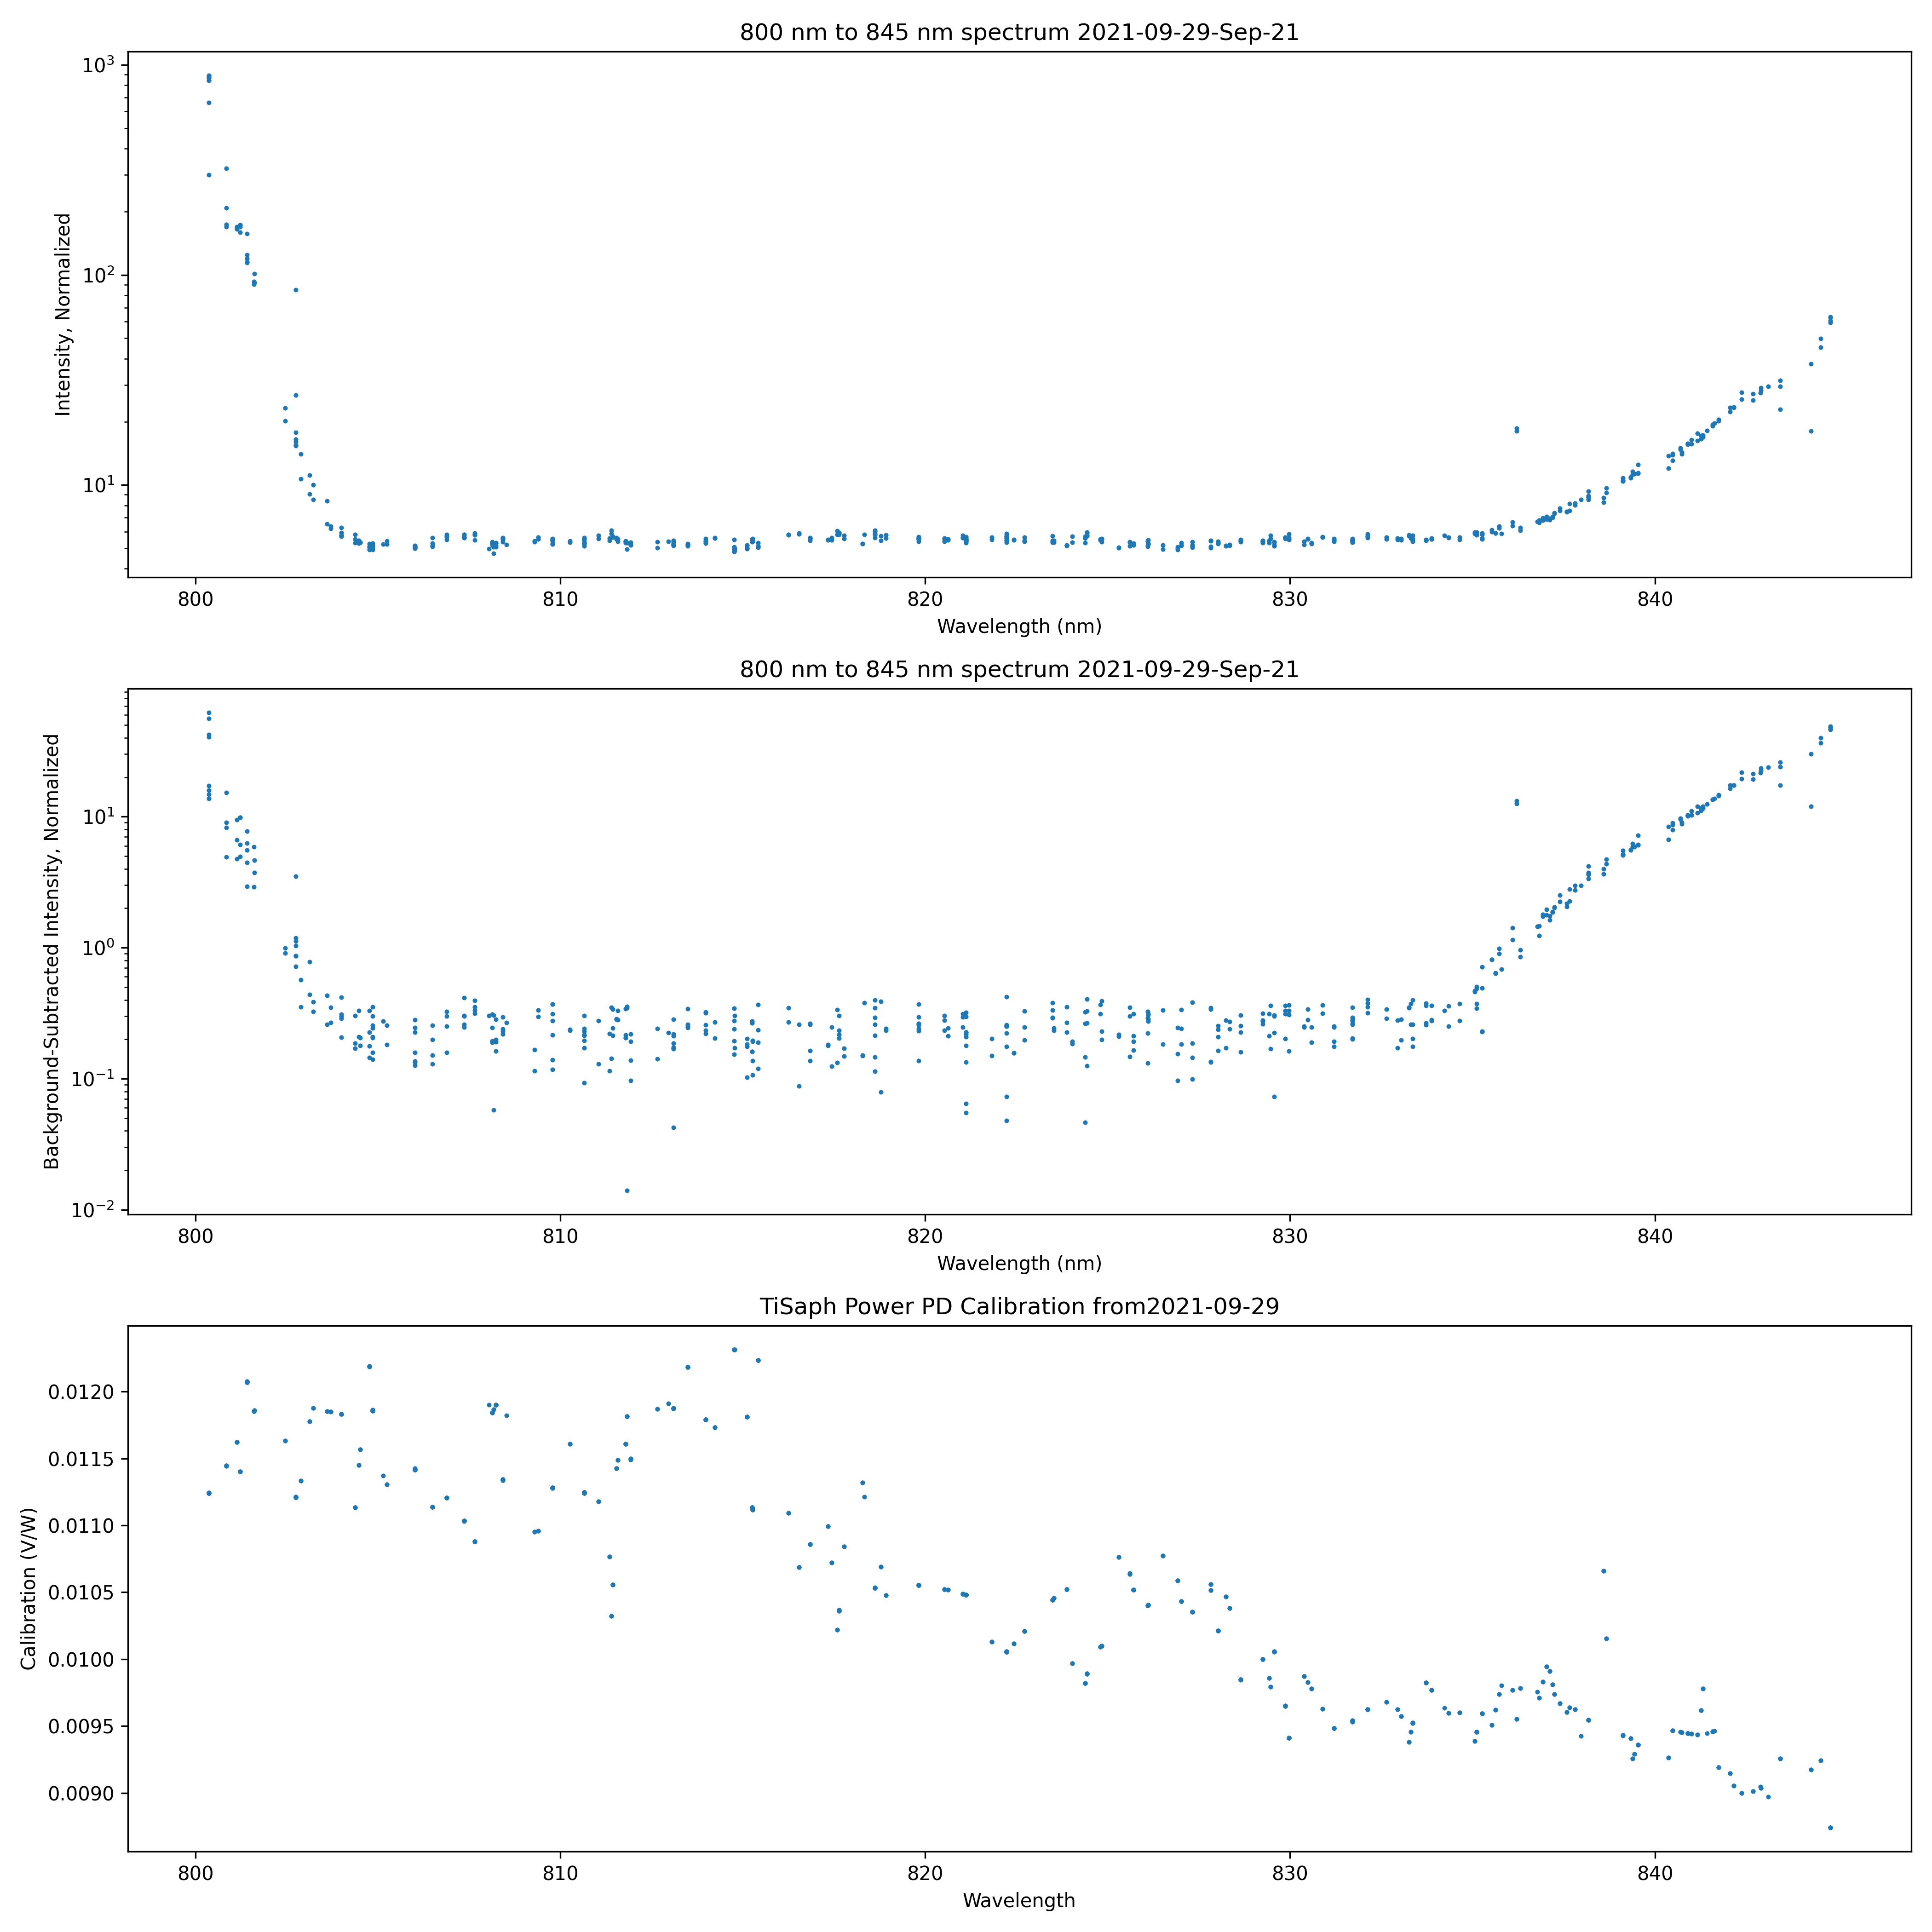 800 nm to 845 nm spectrum 2021-09-29-Sep-21
Intensity, Normalized
10³
10²
10¹
800 810 820 830 840
Wavelength (nm)
800 nm to 845 nm spectrum 2021-09-29-Sep-21
Background-Subtracted Intensity, Normalized
10¹
10⁰
10⁻¹
10⁻²
800 810 820 830 840
Wavelength (nm)
TiSaph Power PD Calibration from2021-09-29
Calibration (V/W)
0.0120
0.0115
0.0110
0.0105
0.0100
0.0095
0.0090
800 810 820 830 840
Wavelength